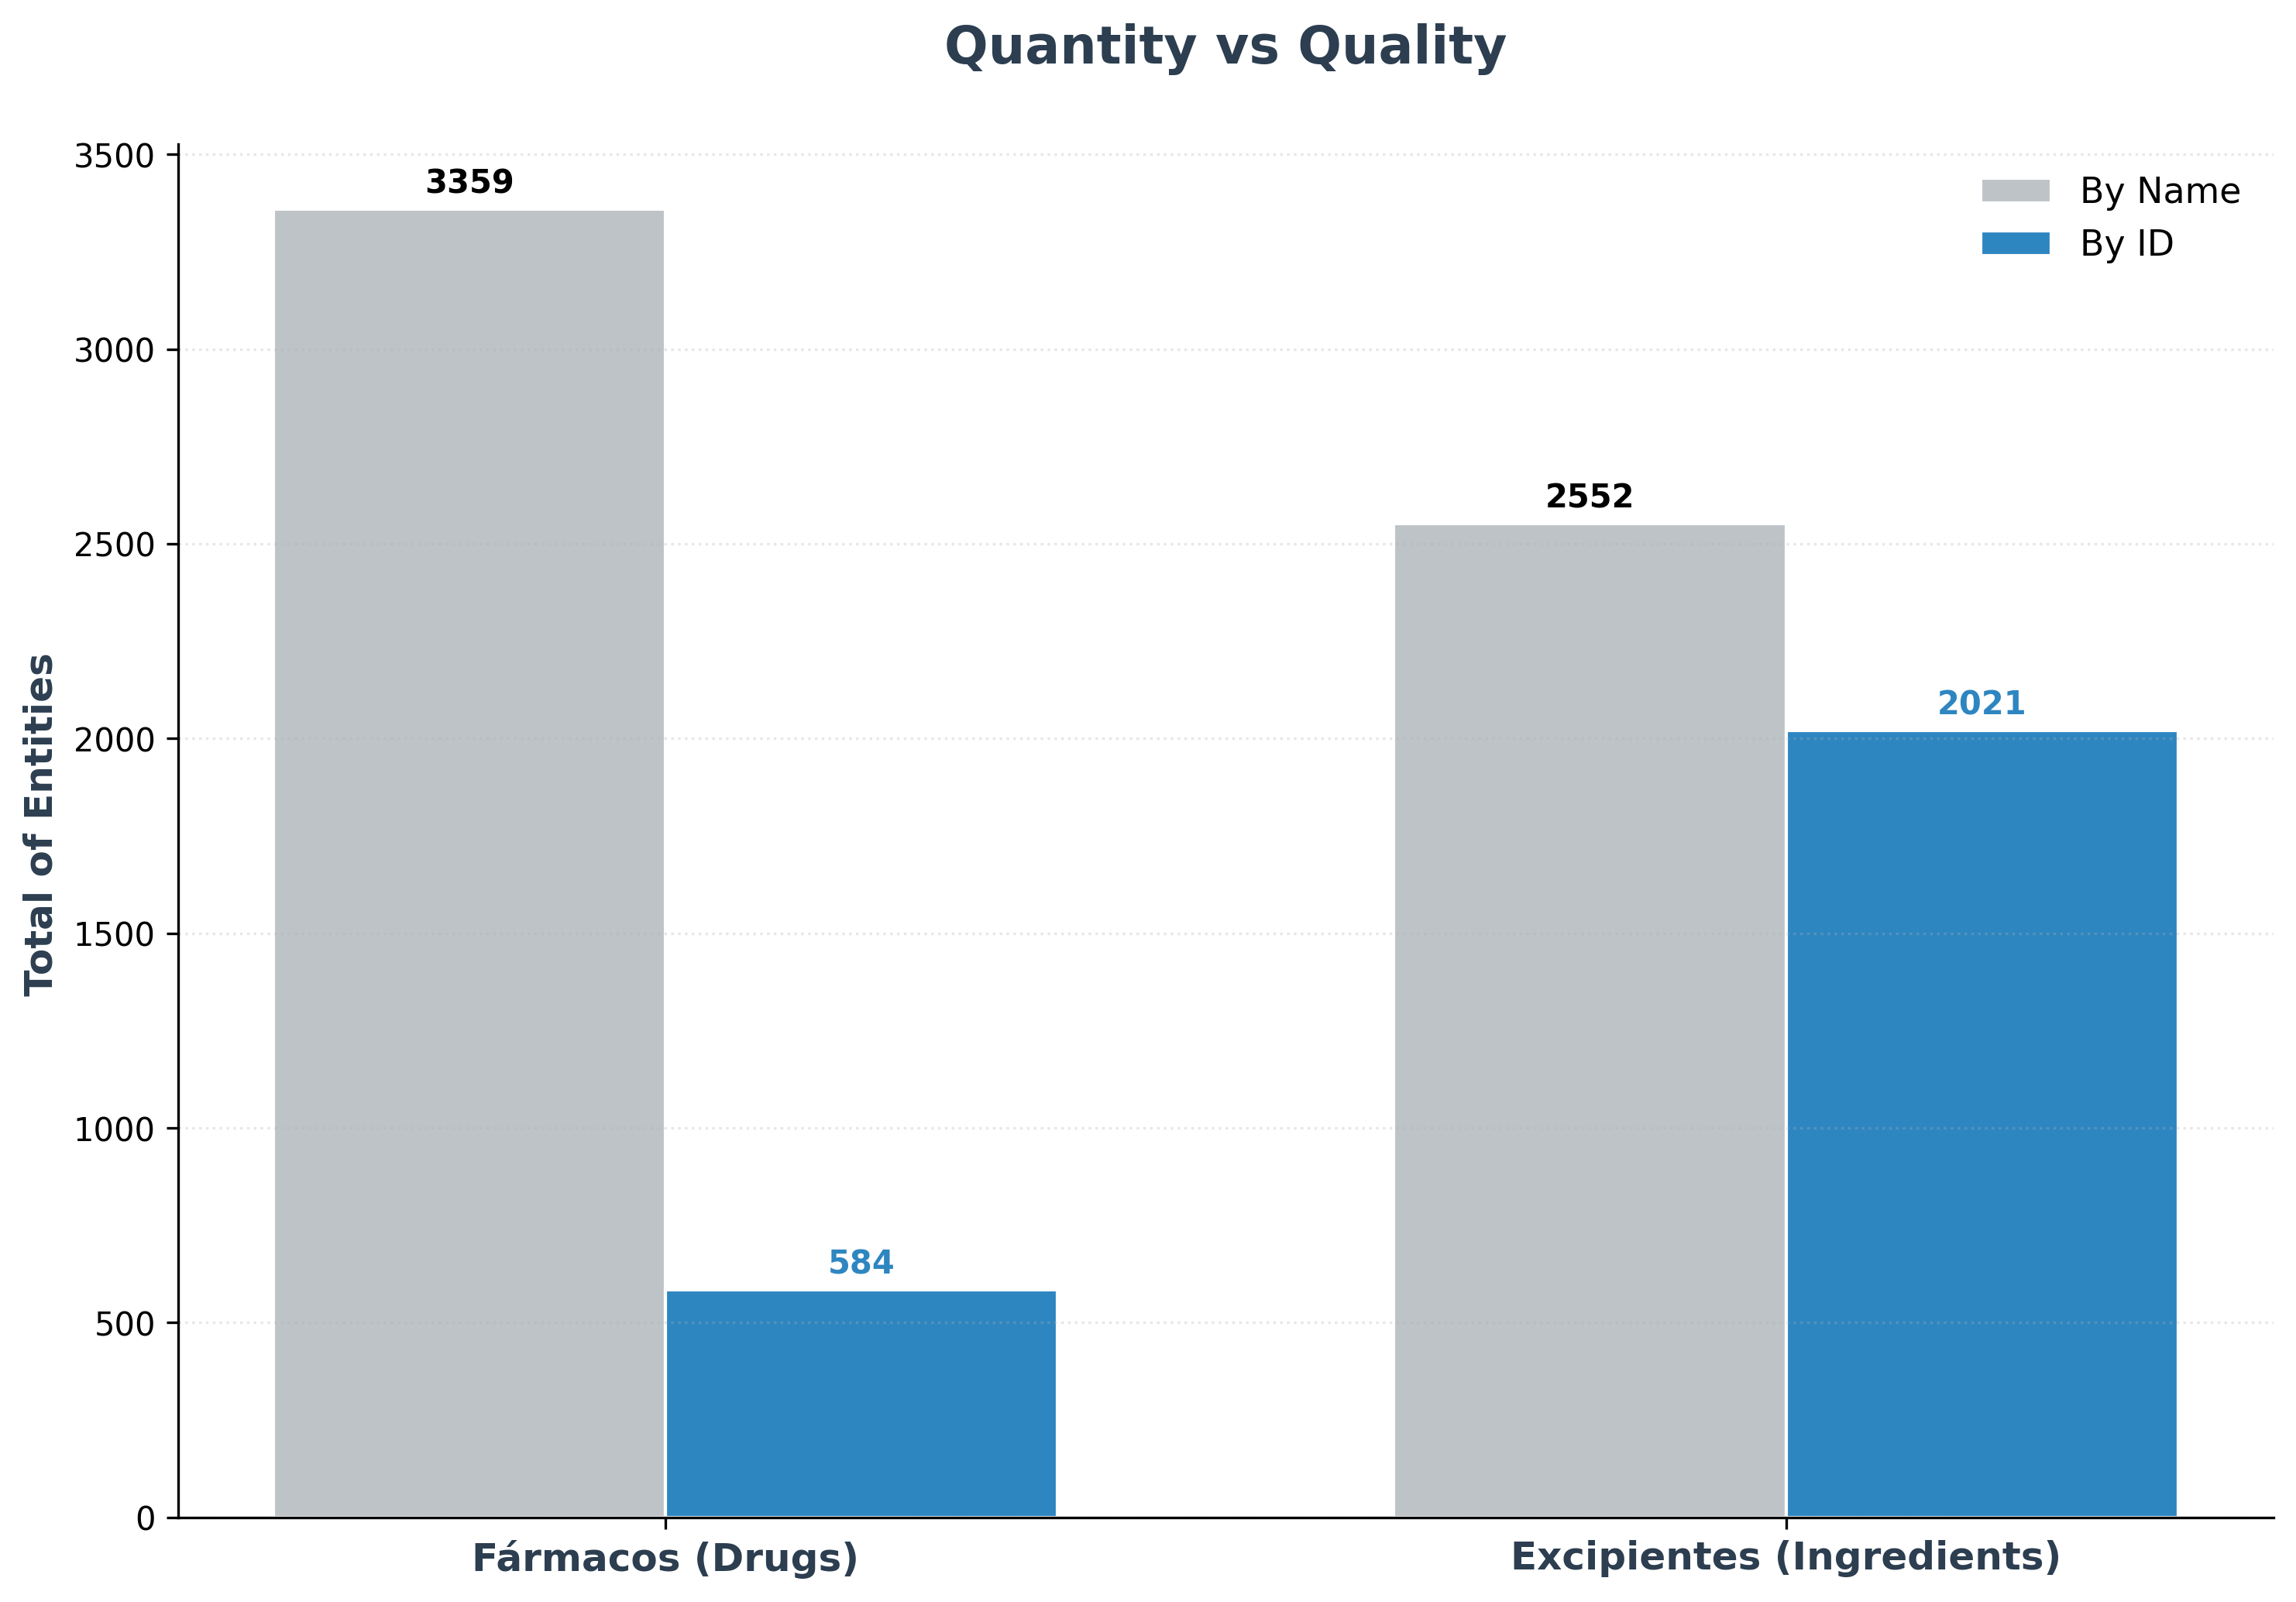 Quantity vs Quality
3500
3000
2500
2000
1500
1000
500
0
Total of Entities
3359
584
2552
2021
By Name
By ID
Fármacos (Drugs)
Excipientes (Ingredients)